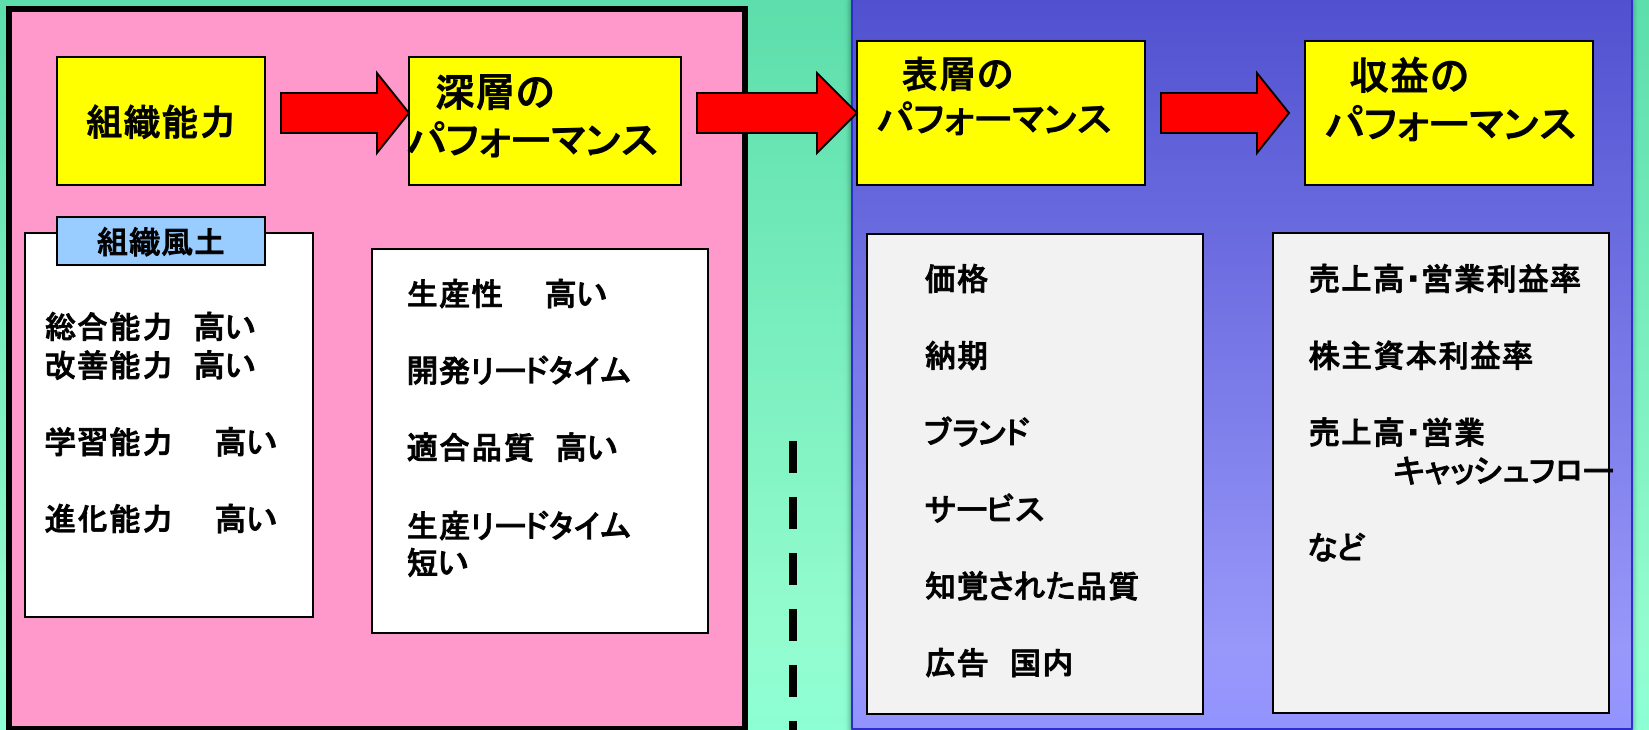 組織能力
深層の
パフォーマンス
表層の
パフォーマンス
収益の
パフォーマンス
組織風土
総合能力　高い
改善能力　高い
学習能力　高い
進化能力　高い
生産性　高い
開発リードタイム
適合品質　高い
生産リードタイム
短い
価格
納期
ブランド
サービス
知覚された品質
広告　国内
売上高・営業利益率
株主資本利益率
売上高・営業
キャッシュフロー
など